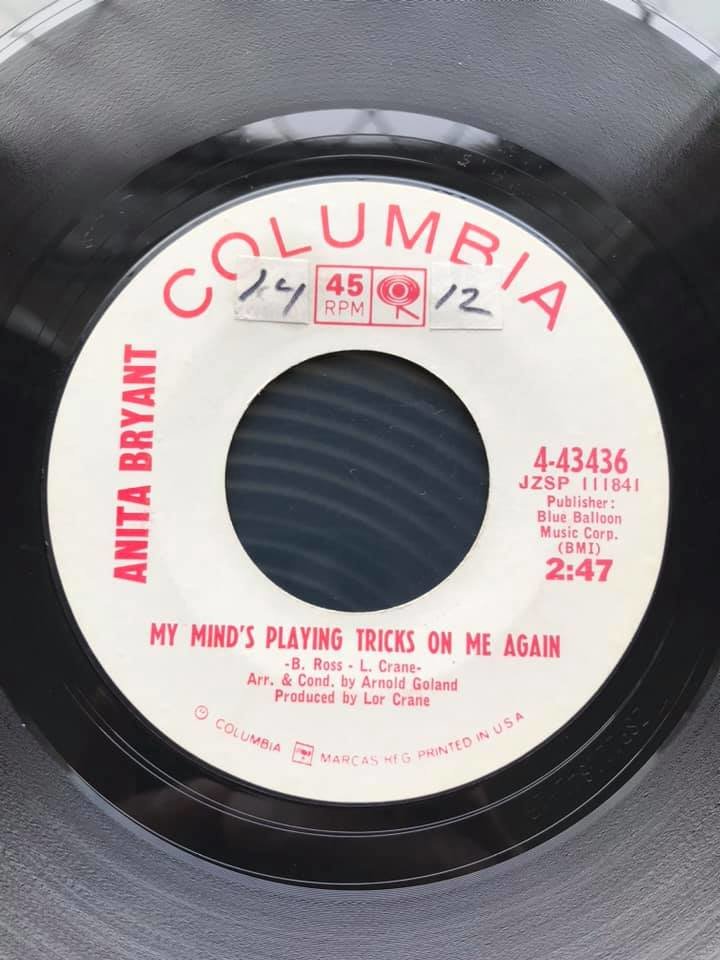 COLUMBIA
14
45
RPM
12
ANITA BRYANT
4-43436
JZSP 111841
Publisher:
Blue Balloon
Music Corp.
(BMI)
2:47
MY MIND'S PLAYING TRICKS ON ME AGAIN
-B. Ross - L. Crane-
Arr. & Cond. by Arnold Goland
Produced by Lor Crane
℗ COLUMBIA MARCAS REG. PRINTED IN U S A